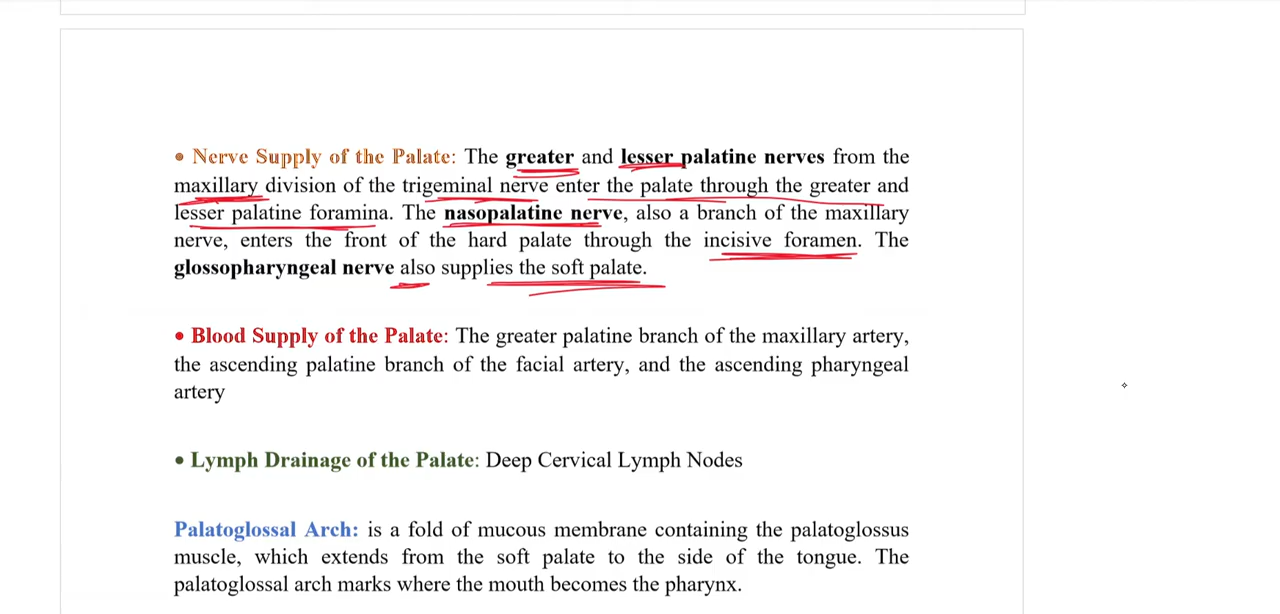 • Nerve Supply of the Palate: The greater and lesser palatine nerves from the
maxillary division of the trigeminal nerve enter the palate through the greater and
lesser palatine foramina. The nasopalatine nerve, also a branch of the maxillary
nerve, enters the front of the hard palate through the incisive foramen. The
glossopharyngeal nerve also supplies the soft palate.
• Blood Supply of the Palate: The greater palatine branch of the maxillary artery,
the ascending palatine branch of the facial artery, and the ascending pharyngeal
artery
• Lymph Drainage of the Palate: Deep Cervical Lymph Nodes
Palatoglossal Arch: is a fold of mucous membrane containing the palatoglossus
muscle, which extends from the soft palate to the side of the tongue. The
palatoglossal arch marks where the mouth becomes the pharynx.